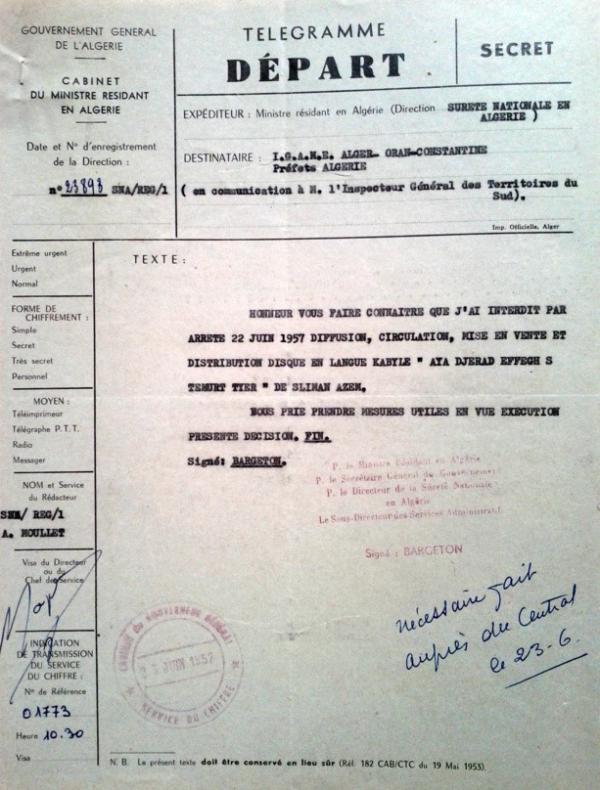 GOUVERNEMENT GENERAL
DE L'ALGERIE
CABINET
DU MINISTRE RESIDANT
EN ALGERIE
Date et N° d'enregistrement
de la Direction :
n° 23893 SNA/REG/1
TELEGRAMME
DÉPART
SECRET
EXPÉDITEUR : Ministre résidant en Algérie (Direction SURETE NATIONALE EN
ALGERIE )
DESTINATAIRE : I.G.A.M.E. ALGER- ORAN-CONSTANTINE
Préfets ALGERIE
( en communication à M. l'Inspecteur Général des Territoires du
Sud).
Imp. Officielle, Alger
Extrême urgent
Urgent
Normal
FORME DE
CHIFFREMENT :
Simple
Secret
Très secret
Personnel
MOYEN :
Téléimprimeur
Télégraphe P.T.T.
Radio
Messager
NOM et Service
du Rédacteur
SNA/ REG/1
A. MOULLET
Visa du Directeur
ou du
Chef de Service
INDICATION
DE TRANSMISSION
DU SERVICE
DU CHIFFRE :
N° de Référence
01773
Heure 10.30
Visa
TEXTE :
HONNEUR VOUS FAIRE CONNAITRE QUE J'AI INTERDIT PAR
ARRETE 22 JUIN 1957 DIFFUSION, CIRCULATION, MISE EN VENTE ET
DISTRIBUTION DISQUE EN LANGUE KABYLE " AYA DJERAD EFFEGH S
TEMURT TIER " DE SLIMAN AZEM.
VOUS PRIE PRENDRE MESURES UTILES EN VUE EXECUTION
PRESENTE DECISION. FIN.
Signé: BARGETON.
P. le Ministre Résidant en Algérie
P. le Secrétaire Général du Gouvernement
P. le Directeur de la Sûreté Nationale
en Algérie
Le Sous-Directeur des Services Administratif
Signé : BARGETON
nécessaire fait
auprès du Central
le 23-6.
CABINET du GOUVERNEUR GÉNÉRAL
JUIN 1957
SERVICE DU CHIFFRE
N. B. Le présent texte doit être conservé en lieu sûr (Réf. 182 CAB/CTC du 19 Mai 1953).